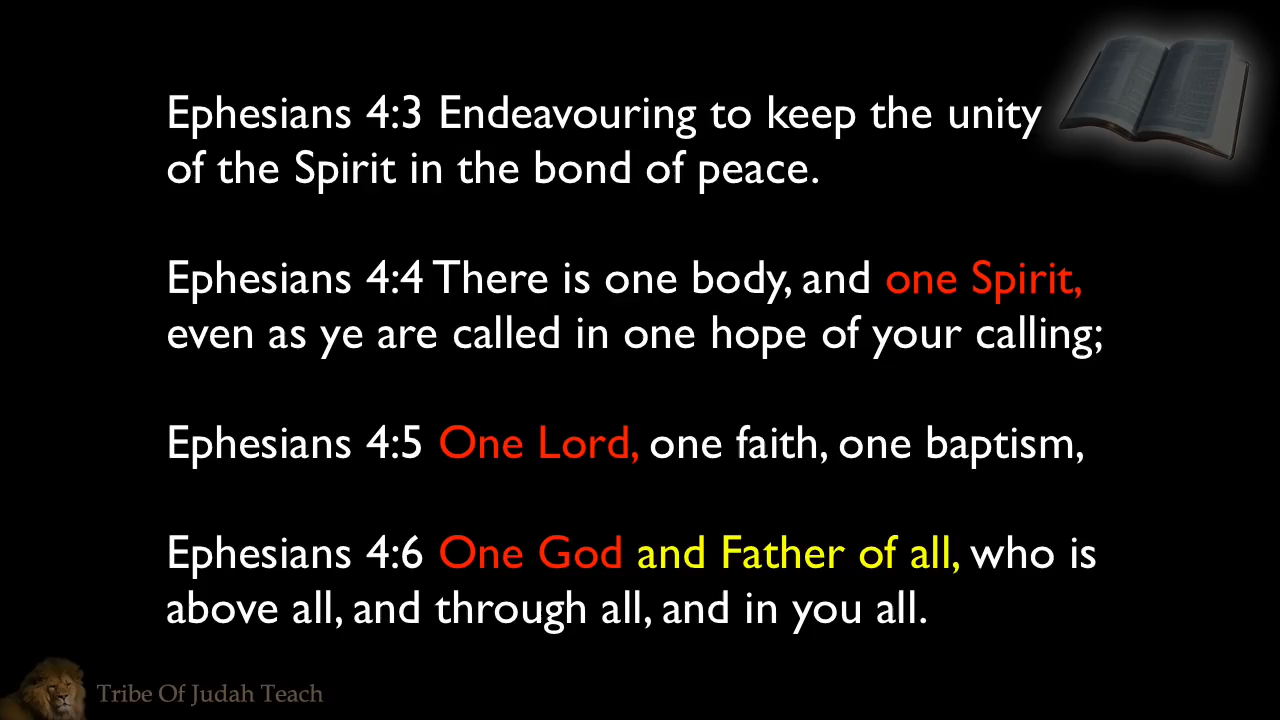 Ephesians 4:3 Endeavouring to keep the unity
of the Spirit in the bond of peace.
Ephesians 4:4 There is one body, and one Spirit,
even as ye are called in one hope of your calling;
Ephesians 4:5 One Lord, one faith, one baptism,
Ephesians 4:6 One God and Father of all, who is
above all, and through all, and in you all.
Tribe Of Judah Teach